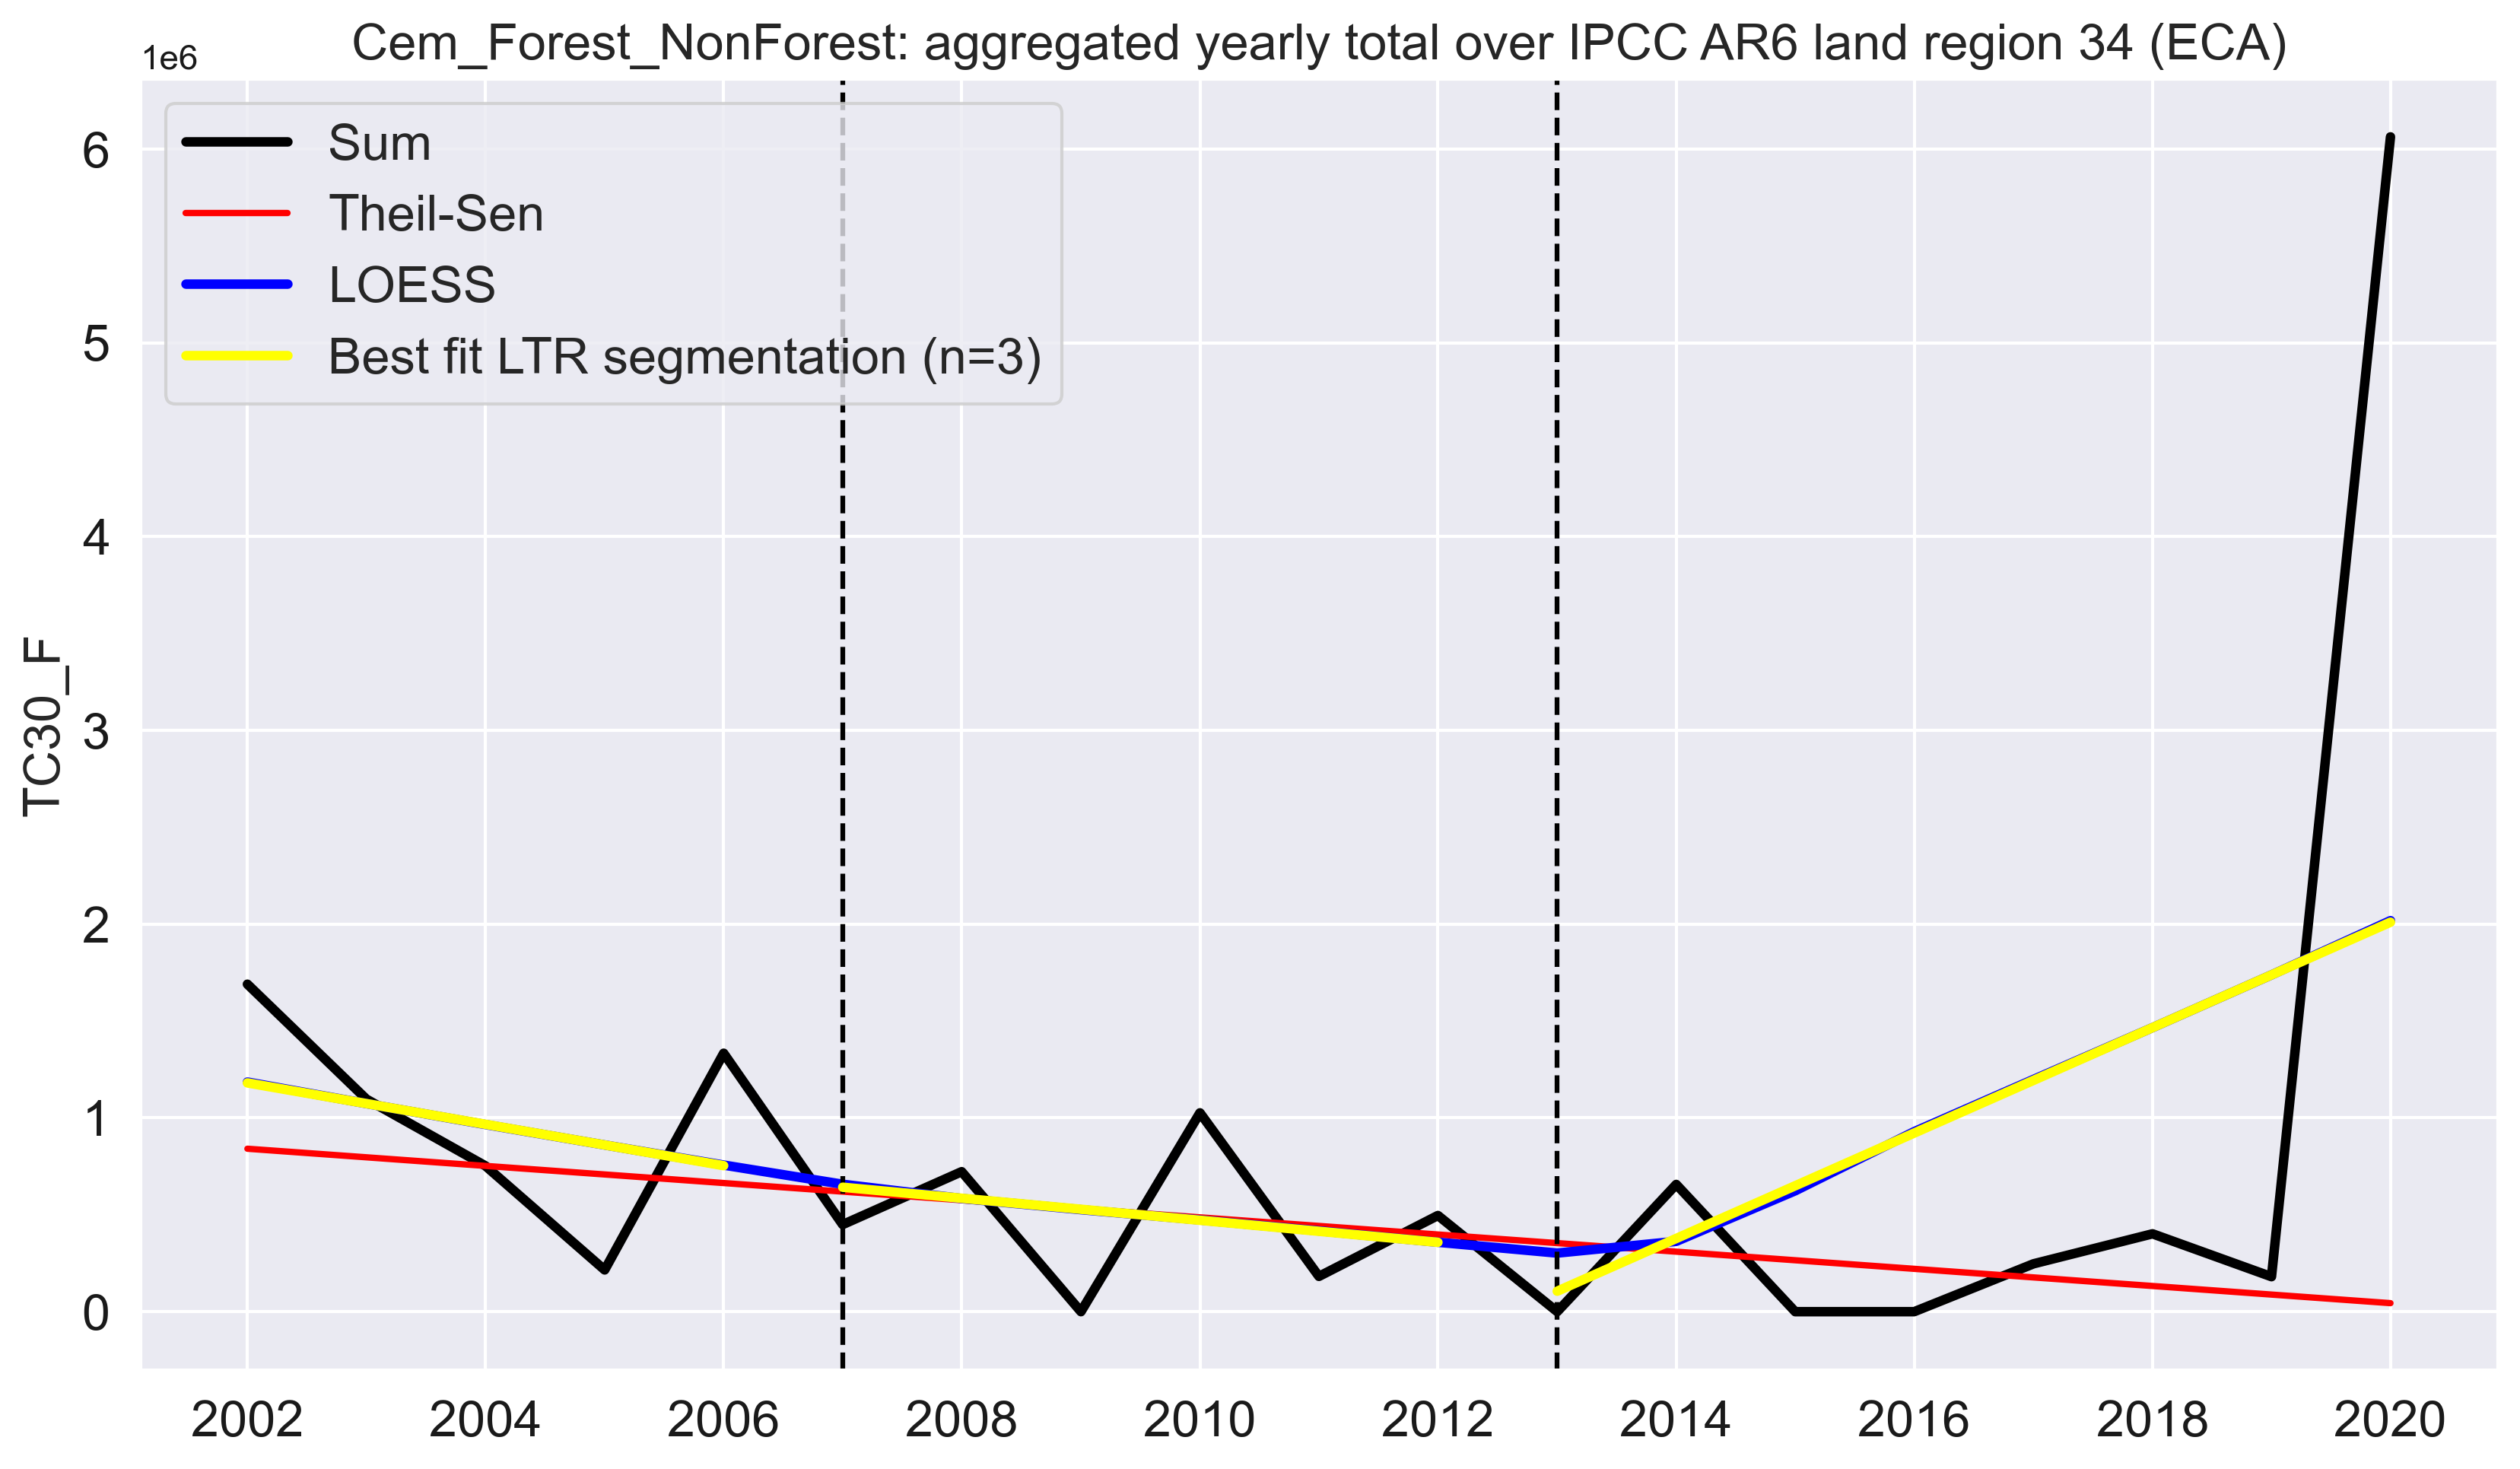 Cem_Forest_NonForest: aggregated yearly total over IPCC AR6 land region 34 (ECA)
1e6
Sum
Theil-Sen
LOESS
Best fit LTR segmentation (n=3)
TC30_F
6
5
4
3
2
1
0
2002 2004 2006 2008 2010 2012 2014 2016 2018 2020